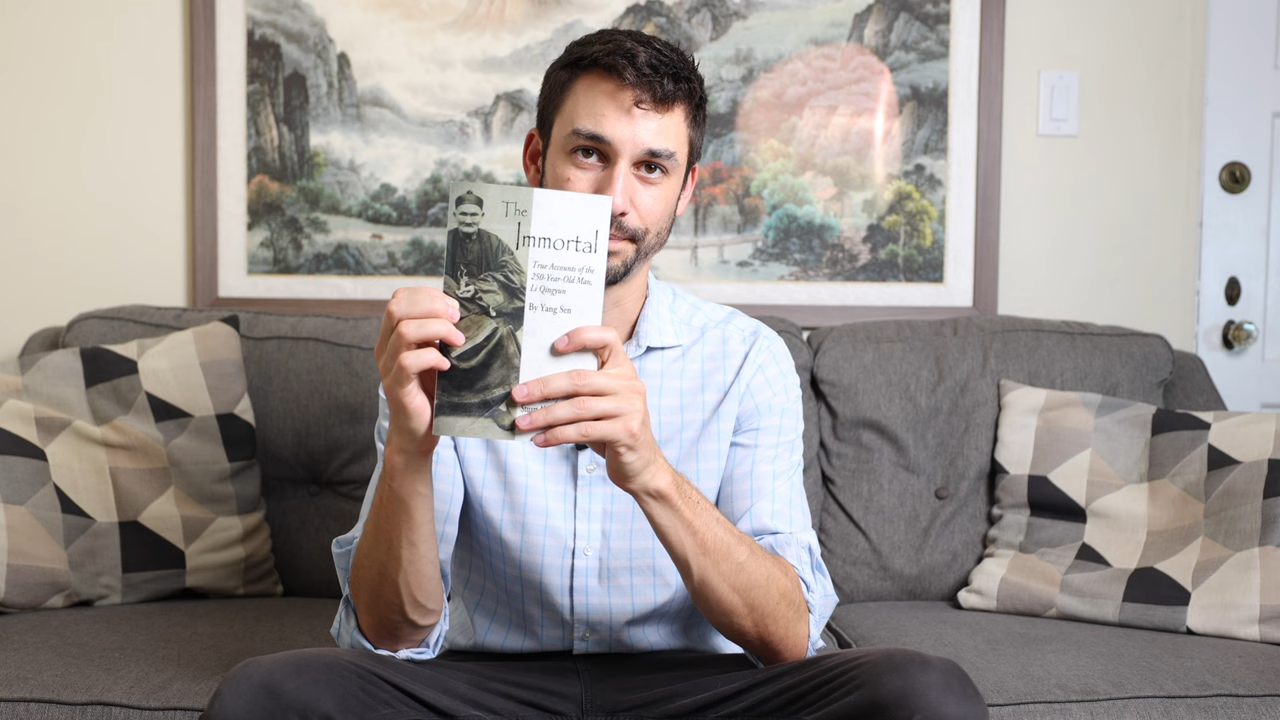 The
Immortal
True Accounts of the
250-Year-Old Man,
Li Qingyun
By Yang Sen